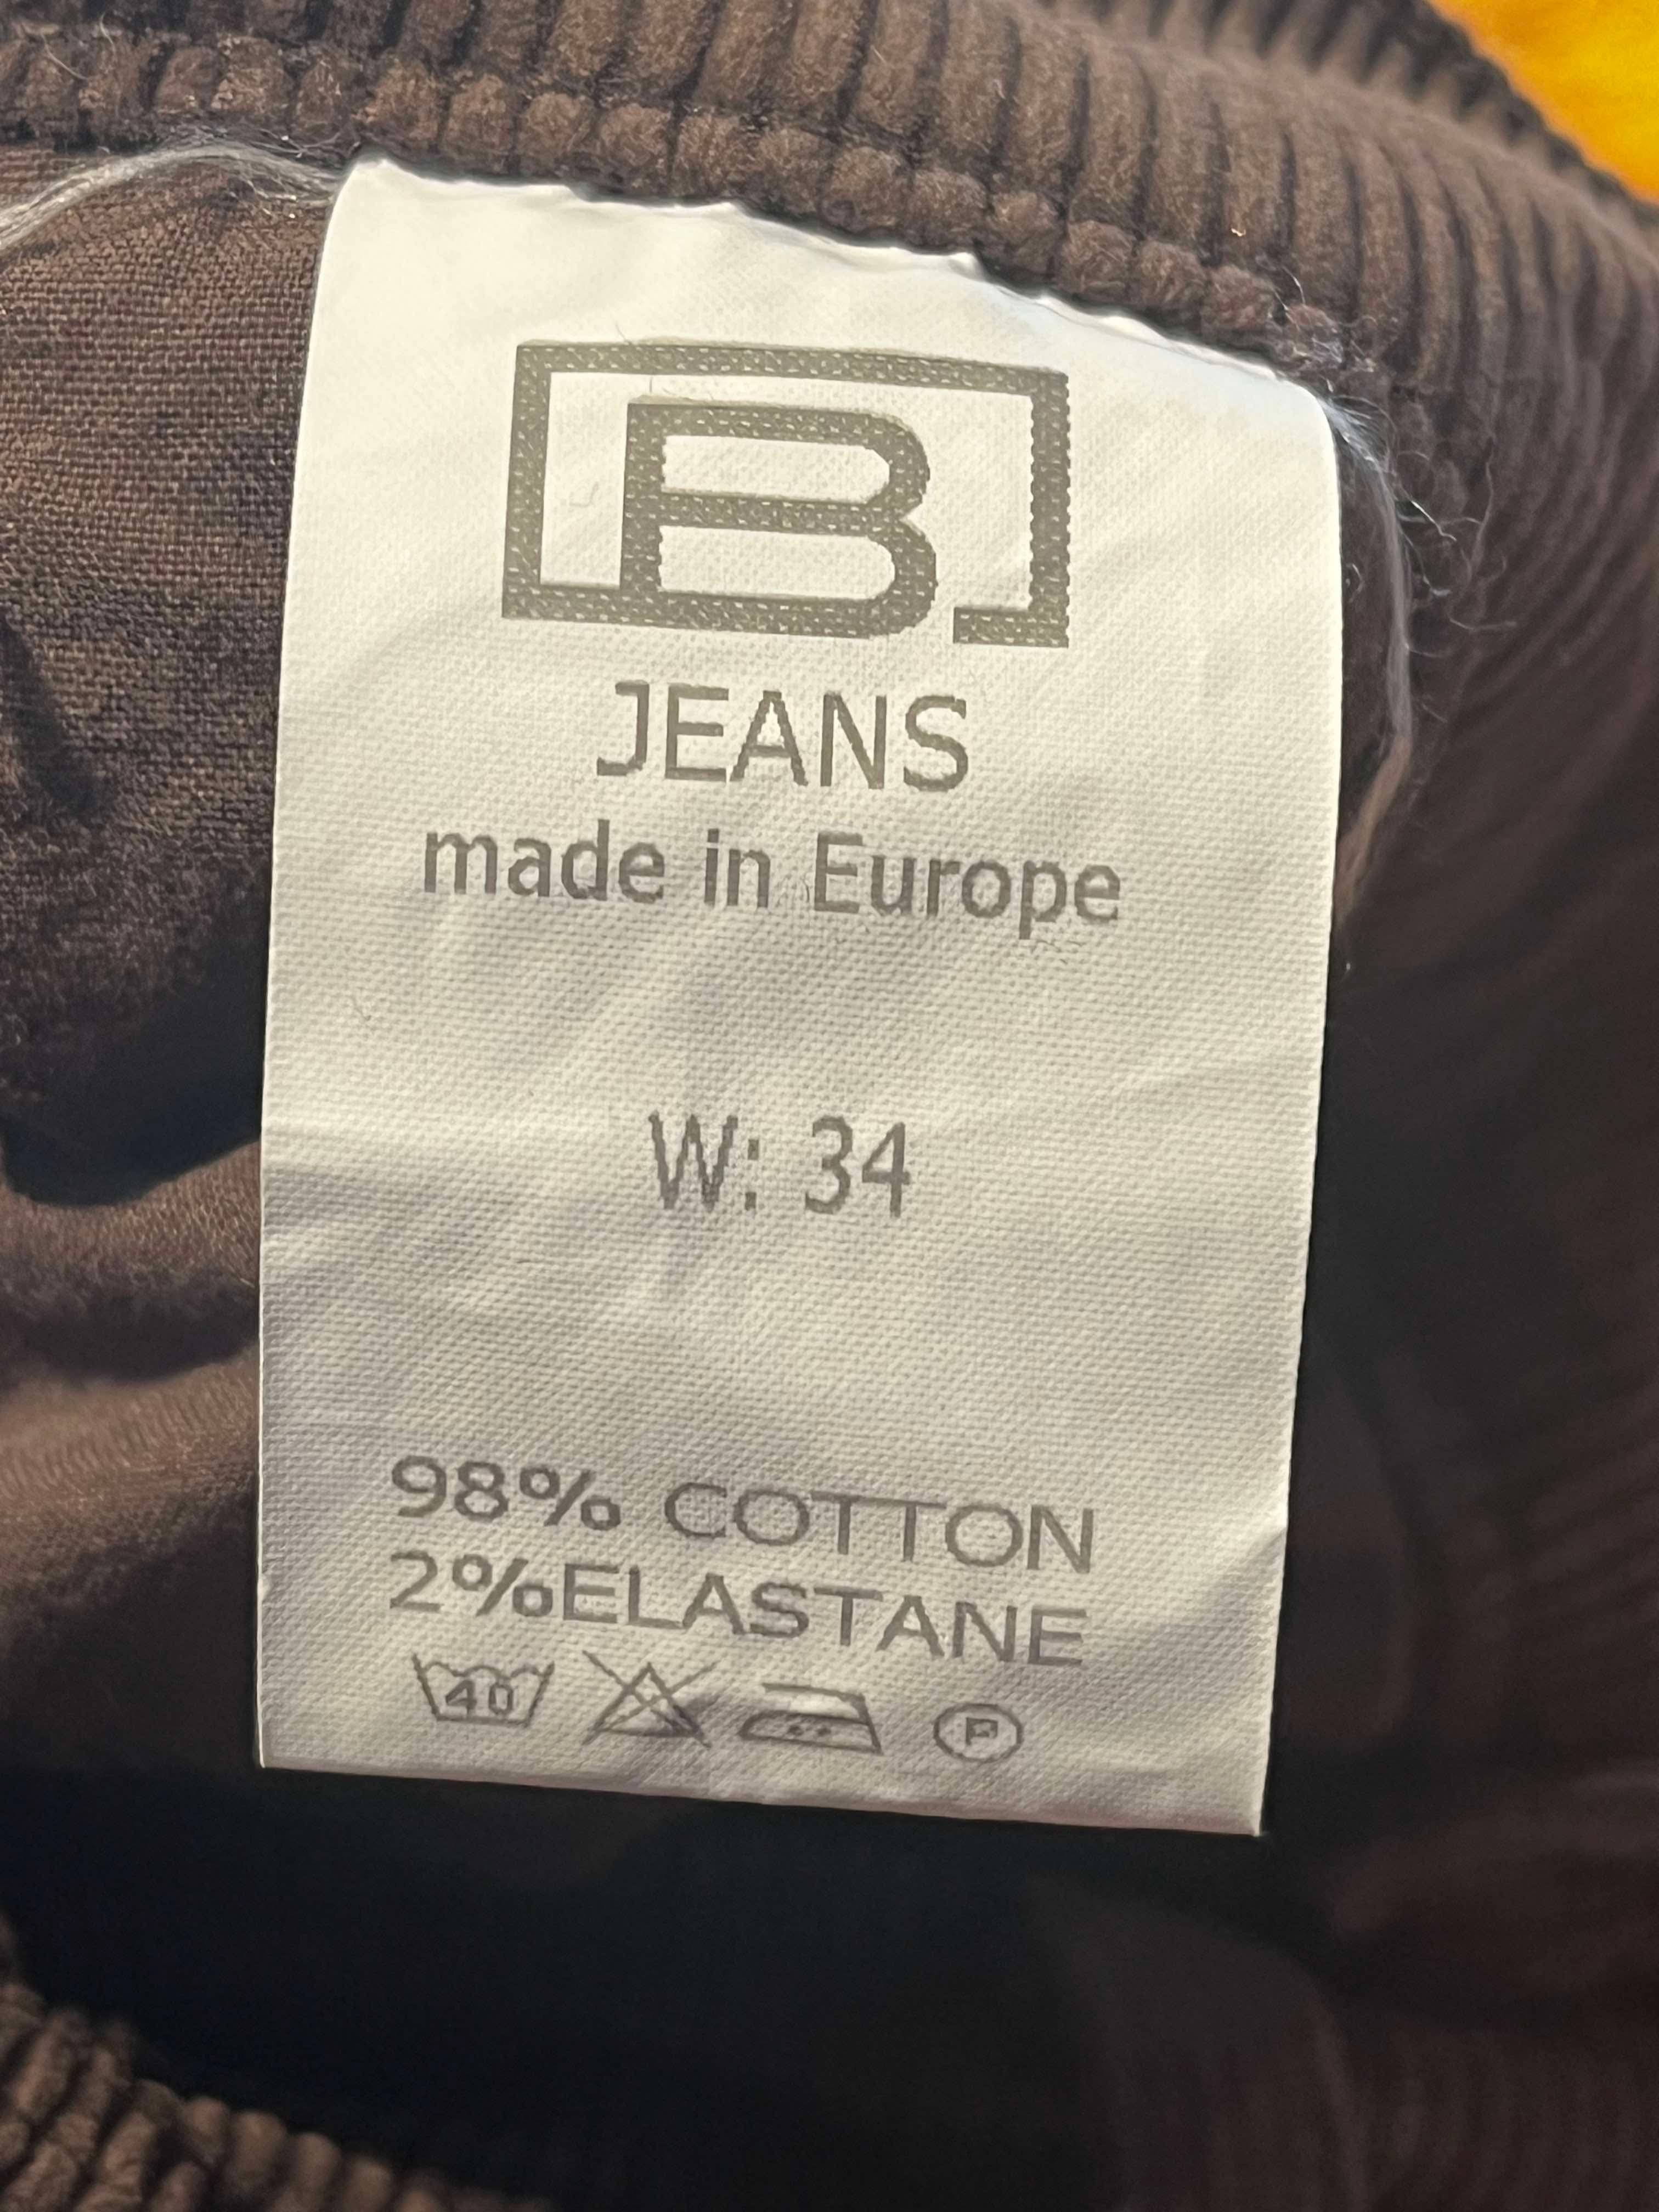 B
JEANS
made in Europe
W: 34
98% COTTON
2%ELASTANE
40 P